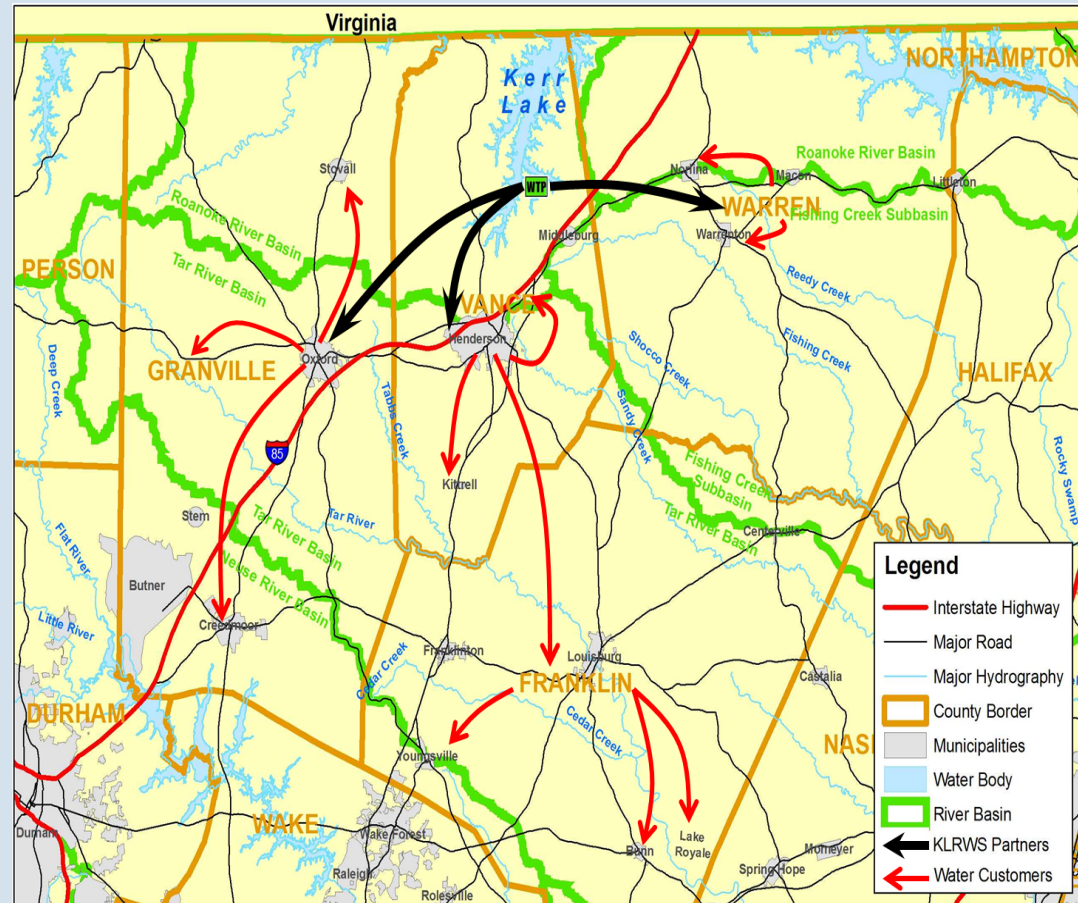 Virginia
NORTHAMPTON
Kerr
Lake
Stovall
Norlina
Macon
Roanoke River Basin
Littleton
WTP
WARREN
Fishing Creek Subbasin
Roanoke River Basin
Middleburg
Warrenton
PERSON
Tar River Basin
Reedy Creek
VANCE
Henderson
Oxford
Deep Creek
GRANVILLE
Tabbs Creek
Shocco Creek
Fishing Creek
HALIFAX
Sandy Creek
85
Kittrell
Rocky Swamp
Fishing Creek
Subbasin
Stem
Tar River
Tar River Basin
Tar River Basin
Centerville
Flat River
Neuse River Basin
Butner
Little River
Creedmoor
Franklinton
Louisburg
Cedar Creek
FRANKLIN
Castalia
DURHAM
Cedar Creek
NAS
Youngsville
WAKE
Durham
Wake Forest
Lake
Royale
Bunn
Momeyer
Spring Hope
Raleigh
Rolesville
Legend
Interstate Highway
Major Road
Major Hydrography
County Border
Municipalities
Water Body
River Basin
KLRWS Partners
Water Customers